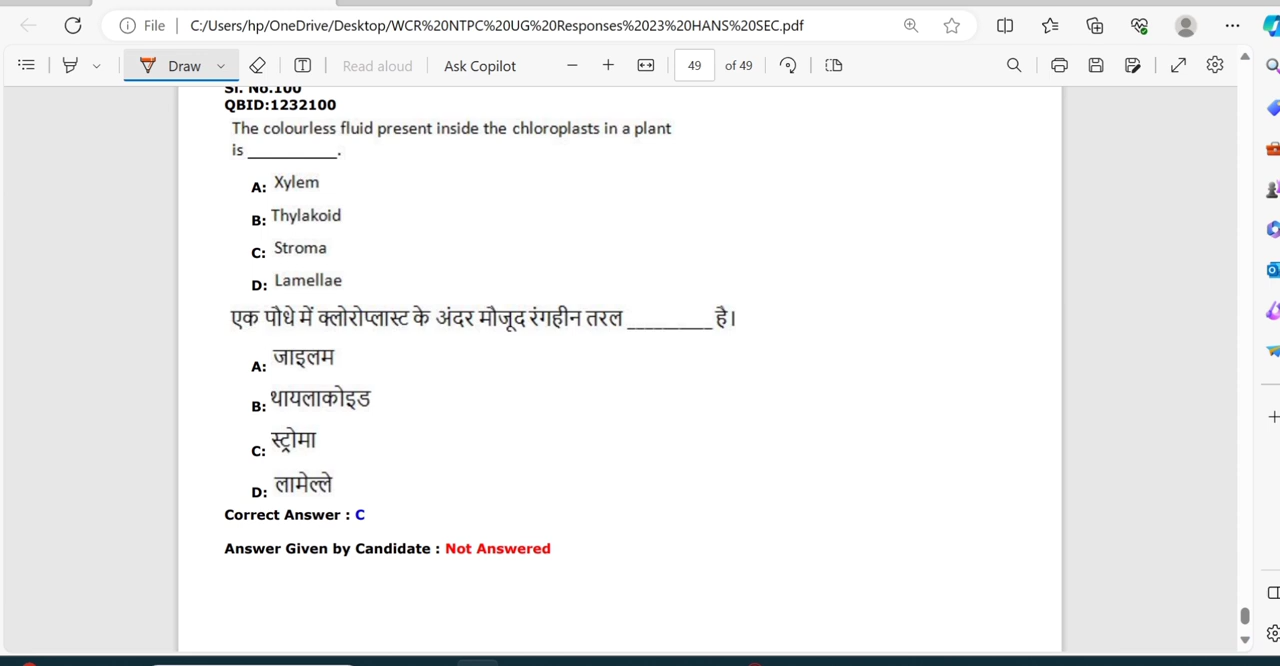 File C:/Users/hp/OneDrive/Desktop/WCR%20NTPC%20UG%20Responses%2023%20HANS%20SEC.pdf
Draw Read aloud Ask Copilot 49 of 49
Sl. No.100
QBID:1232100
The colourless fluid present inside the chloroplasts in a plant
is __________.
A: Xylem
B: Thylakoid
C: Stroma
D: Lamellae
एक पौधे में क्लोरोप्लास्ट के अंदर मौजूद रंगहीन तरल _________ है।
A: जाइलम
B: थायलाकोइड
C: स्ट्रोमा
D: लामेल्ले
Correct Answer : C
Answer Given by Candidate : Not Answered